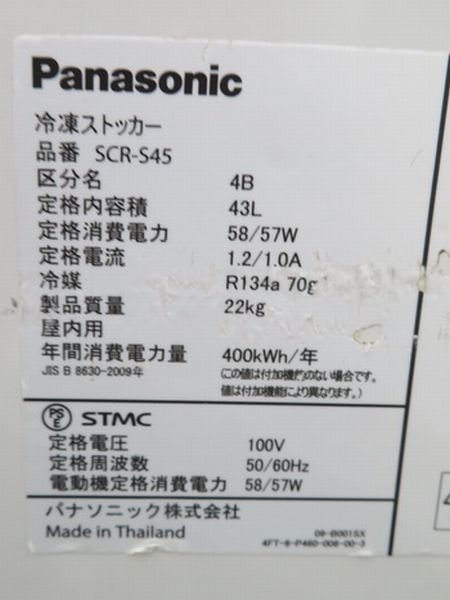 Panasonic
冷凍ストッカー
品番 SCR-S45
区分名 4B
定格内容積 43L
定格消費電力 58/57W
定格電流 1.2/1.0A
冷媒 R134a 70g
製品質量 22kg
屋内用
年間消費電力量 400kWh/年
JIS B 8630-2009年 (この値は付加機能のない場合です。
値は付加機能により異なります。)
PSE STMC
定格電圧 100V
定格周波数 50/60Hz
電動機定格消費電力 58/57W
パナソニック株式会社
Made in Thailand
09-B001SX
4FT-6-P460-006-00-3